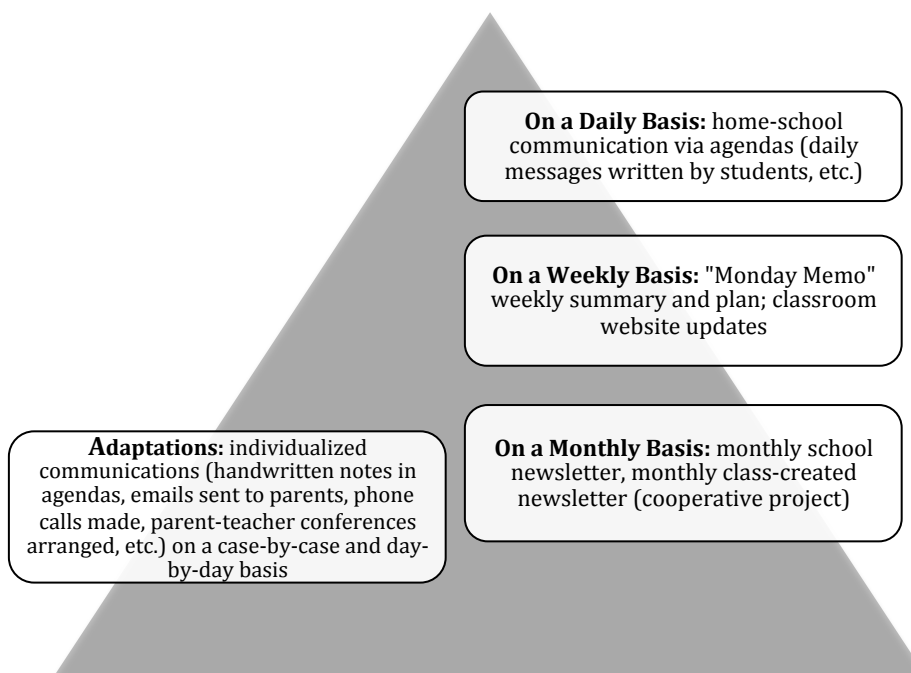 On a Daily Basis: home-school
communication via agendas (daily
messages written by students, etc.)
On a Weekly Basis: "Monday Memo"
weekly summary and plan; classroom
website updates
On a Monthly Basis: monthly school
newsletter, monthly class-created
newsletter (cooperative project)
Adaptations: individualized
communications (handwritten notes in
agendas, emails sent to parents, phone
calls made, parent-teacher conferences
arranged, etc.) on a case-by-case and day-
by-day basis